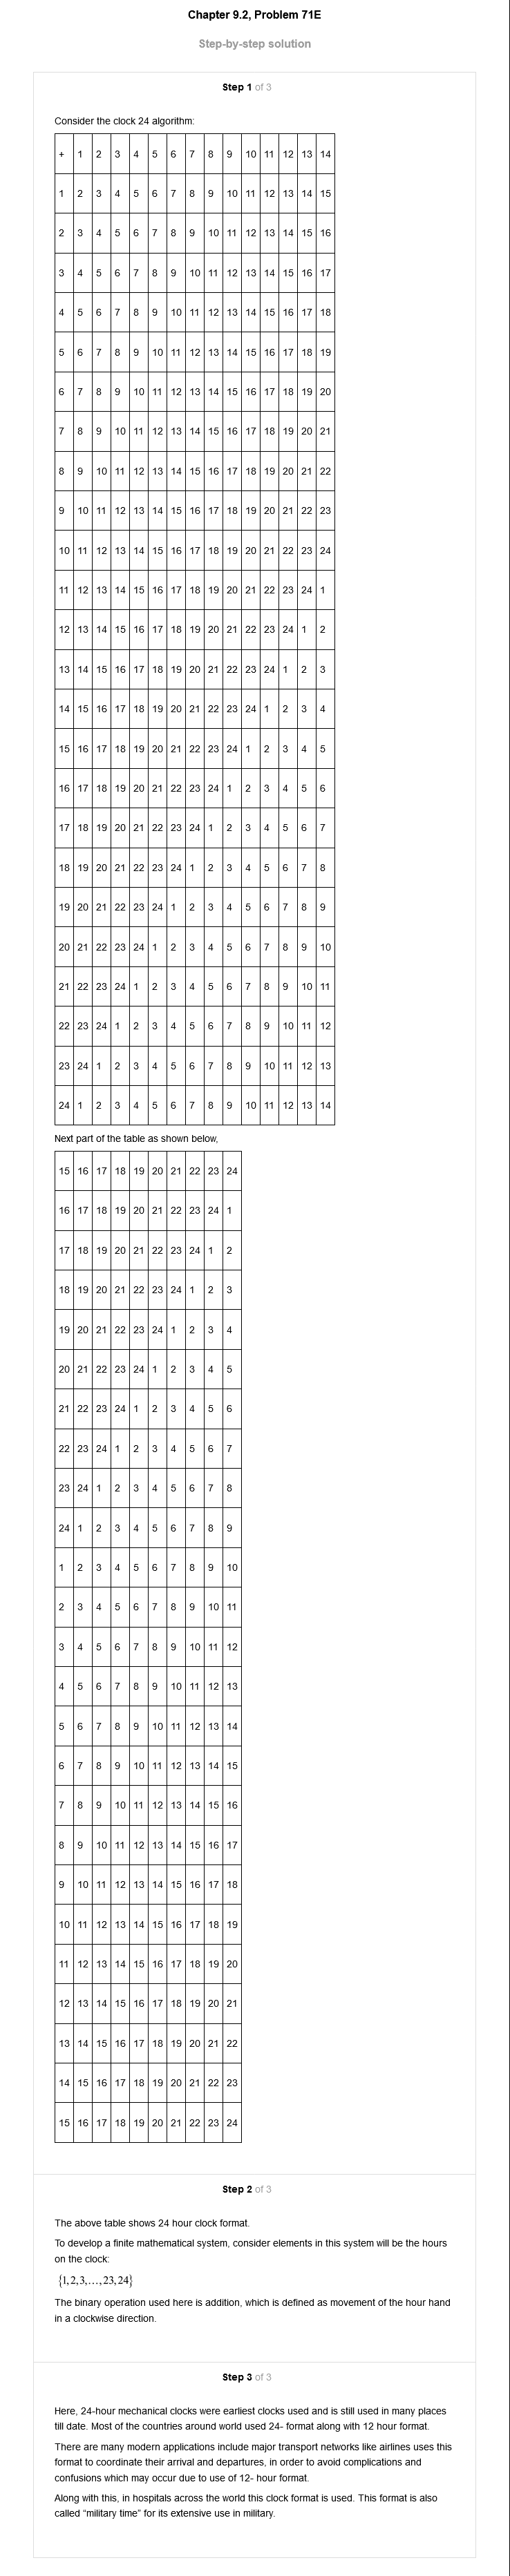 Chapter 9.2, Problem 71E
Step-by-step solution
Step 1 of 3
Consider the clock 24 algorithm:
+ 1 2 3 4 5 6 7 8 9 10 11 12 13 14
1 2 3 4 5 6 7 8 9 10 11 12 13 14 15
2 3 4 5 6 7 8 9 10 11 12 13 14 15 16
3 4 5 6 7 8 9 10 11 12 13 14 15 16 17
4 5 6 7 8 9 10 11 12 13 14 15 16 17 18
5 6 7 8 9 10 11 12 13 14 15 16 17 18 19
6 7 8 9 10 11 12 13 14 15 16 17 18 19 20
7 8 9 10 11 12 13 14 15 16 17 18 19 20 21
8 9 10 11 12 13 14 15 16 17 18 19 20 21 22
9 10 11 12 13 14 15 16 17 18 19 20 21 22 23
10 11 12 13 14 15 16 17 18 19 20 21 22 23 24
11 12 13 14 15 16 17 18 19 20 21 22 23 24 1
12 13 14 15 16 17 18 19 20 21 22 23 24 1 2
13 14 15 16 17 18 19 20 21 22 23 24 1 2 3
14 15 16 17 18 19 20 21 22 23 24 1 2 3 4
15 16 17 18 19 20 21 22 23 24 1 2 3 4 5
16 17 18 19 20 21 22 23 24 1 2 3 4 5 6
17 18 19 20 21 22 23 24 1 2 3 4 5 6 7
18 19 20 21 22 23 24 1 2 3 4 5 6 7 8
19 20 21 22 23 24 1 2 3 4 5 6 7 8 9
20 21 22 23 24 1 2 3 4 5 6 7 8 9 10
21 22 23 24 1 2 3 4 5 6 7 8 9 10 11
22 23 24 1 2 3 4 5 6 7 8 9 10 11 12
23 24 1 2 3 4 5 6 7 8 9 10 11 12 13
24 1 2 3 4 5 6 7 8 9 10 11 12 13 14
Next part of the table as shown below,
15 16 17 18 19 20 21 22 23 24
16 17 18 19 20 21 22 23 24 1
17 18 19 20 21 22 23 24 1 2
18 19 20 21 22 23 24 1 2 3
19 20 21 22 23 24 1 2 3 4
20 21 22 23 24 1 2 3 4 5
21 22 23 24 1 2 3 4 5 6
22 23 24 1 2 3 4 5 6 7
23 24 1 2 3 4 5 6 7 8
24 1 2 3 4 5 6 7 8 9
1 2 3 4 5 6 7 8 9 10
2 3 4 5 6 7 8 9 10 11
3 4 5 6 7 8 9 10 11 12
4 5 6 7 8 9 10 11 12 13
5 6 7 8 9 10 11 12 13 14
6 7 8 9 10 11 12 13 14 15
7 8 9 10 11 12 13 14 15 16
8 9 10 11 12 13 14 15 16 17
9 10 11 12 13 14 15 16 17 18
10 11 12 13 14 15 16 17 18 19
11 12 13 14 15 16 17 18 19 20
12 13 14 15 16 17 18 19 20 21
13 14 15 16 17 18 19 20 21 22
14 15 16 17 18 19 20 21 22 23
15 16 17 18 19 20 21 22 23 24
Step 2 of 3
The above table shows 24 hour clock format.
To develop a finite mathematical system, consider elements in this system will be the hours
on the clock:
{1,2,3,...,23,24}
The binary operation used here is addition, which is defined as movement of the hour hand
in a clockwise direction.
Step 3 of 3
Here, 24-hour mechanical clocks were earliest clocks used and is still used in many places
till date. Most of the countries around world used 24- format along with 12 hour format.
There are many modern applications include major transport networks like airlines uses this
format to coordinate their arrival and departures, in order to avoid complications and
confusions which may occur due to use of 12- hour format.
Along with this, in hospitals across the world this clock format is used. This format is also
called “military time” for its extensive use in military.